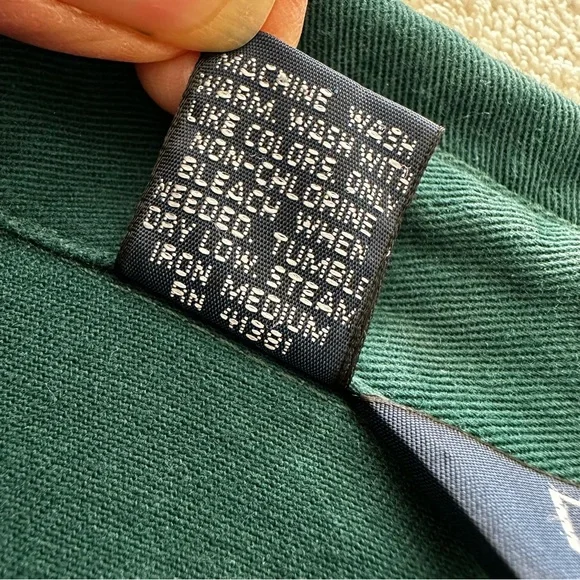 MACHINE WASH
WARM, WASH WITH
LIKE COLORS, ONLY
NON-CHLORINE
BLEACH WHEN
NEEDED, TUMBLE
DRY LOW, STEAM
IRON MEDIUM
RN 41381